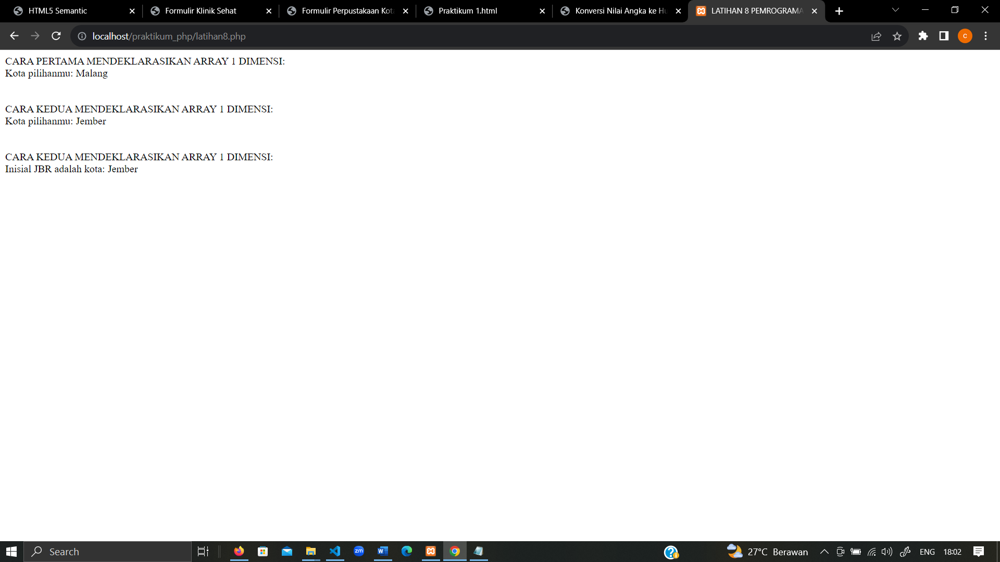 HTML5 Semantic
Formulir Klinik Sehat
Formulir Perpustakaan Kot
Praktikum 1.html
Konversi Nilai Angka ke Hu
LATIHAN 8 PEMROGRAMA
localhost/praktikum_php/latihan8.php
C
CARA PERTAMA MENDEKLARASIKAN ARRAY 1 DIMENSI:
Kota pilihanmu: Malang
CARA KEDUA MENDEKLARASIKAN ARRAY 1 DIMENSI:
Kota pilihanmu: Jember
CARA KEDUA MENDEKLARASIKAN ARRAY 1 DIMENSI:
Inisial JBR adalah kota: Jember
Search
zm
W
27°C Berawan
ENG
18:02